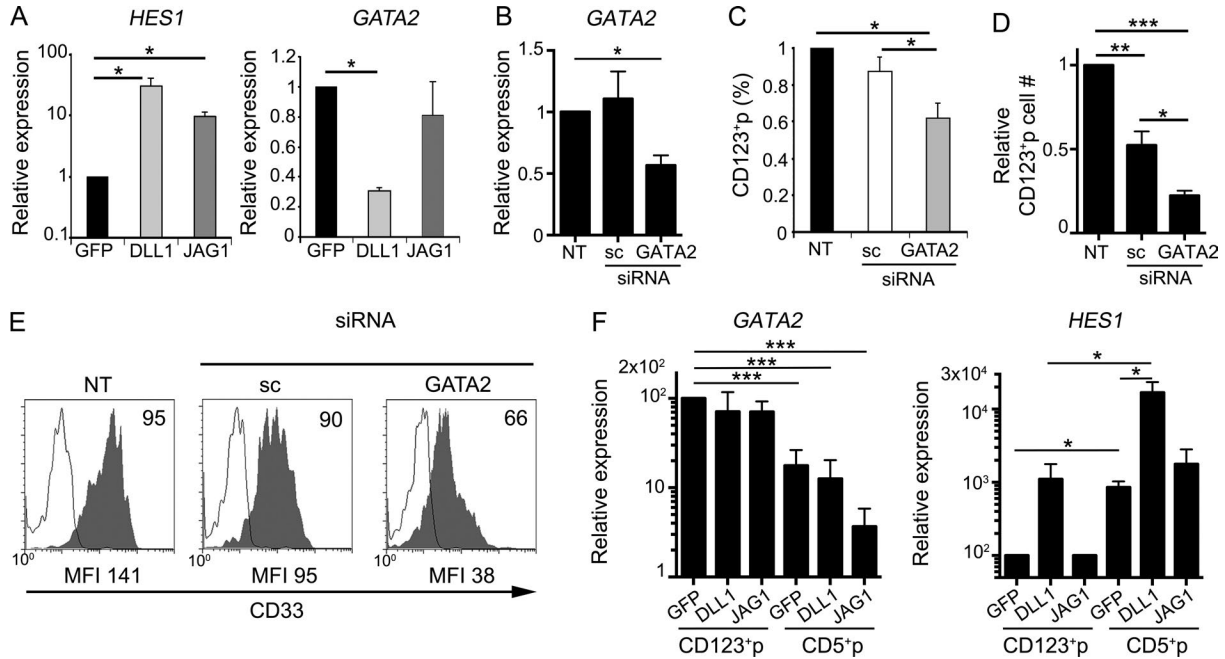 A
HES1
*
*
Relative expression
100
10
1
0.1
GFP DLL1 JAG1
GATA2
*
Relative expression
1.2
1
0.8
0.6
0.4
0.2
0
GFP DLL1 JAG1
B
GATA2
*
Relative expression
1.5
1
0.5
0
NT sc GATA2
siRNA
C
*
*
CD123⁺p (%)
1
0.8
0.6
0.4
0.2
0
NT sc GATA2
siRNA
D
***
**
*
Relative
CD123⁺p cell #
1
0.5
0
NT sc GATA2
siRNA
E
siRNA
NT sc GATA2
95 90 66
10⁰ 10⁰ 10⁰
MFI 141 MFI 95 MFI 38
CD33
F
GATA2
***
***
***
Relative expression
2x10²
10²
10
1
GFP DLL1 JAG1 GFP DLL1 JAG1
CD123⁺p CD5⁺p
HES1
*
*
*
Relative expression
3x10⁴
10⁴
10³
10²
GFP DLL1 JAG1 GFP DLL1 JAG1
CD123⁺p CD5⁺p